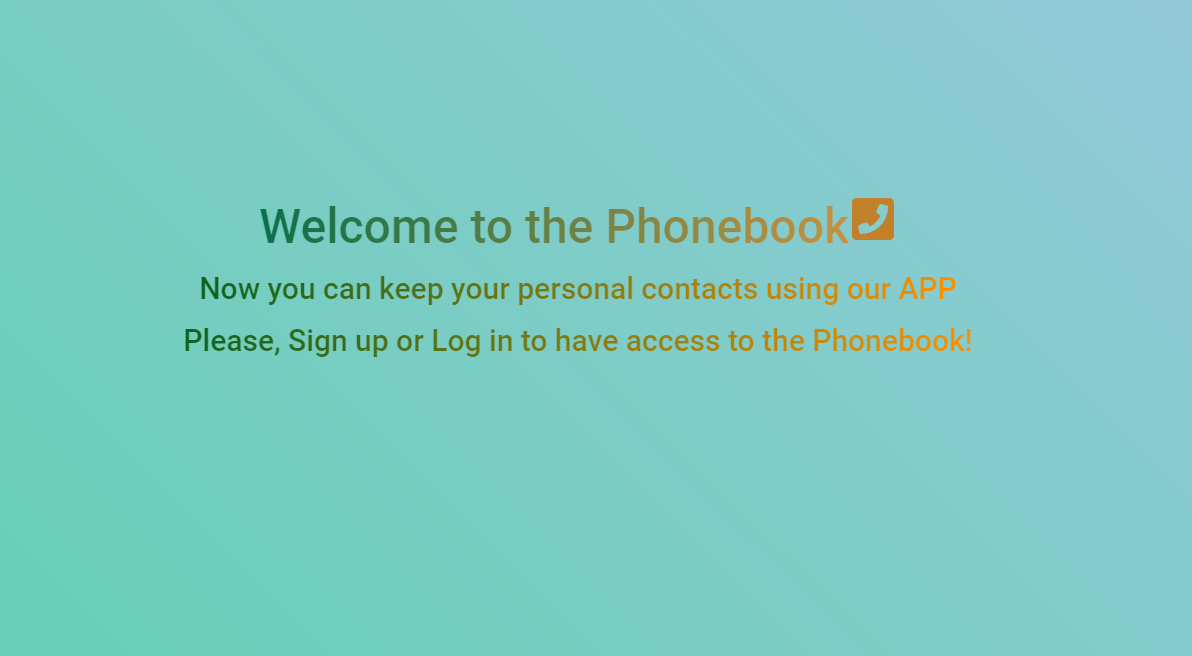 Welcome to the Phonebook
Now you can keep your personal contacts using our APP
Please, Sign up or Log in to have access to the Phonebook!